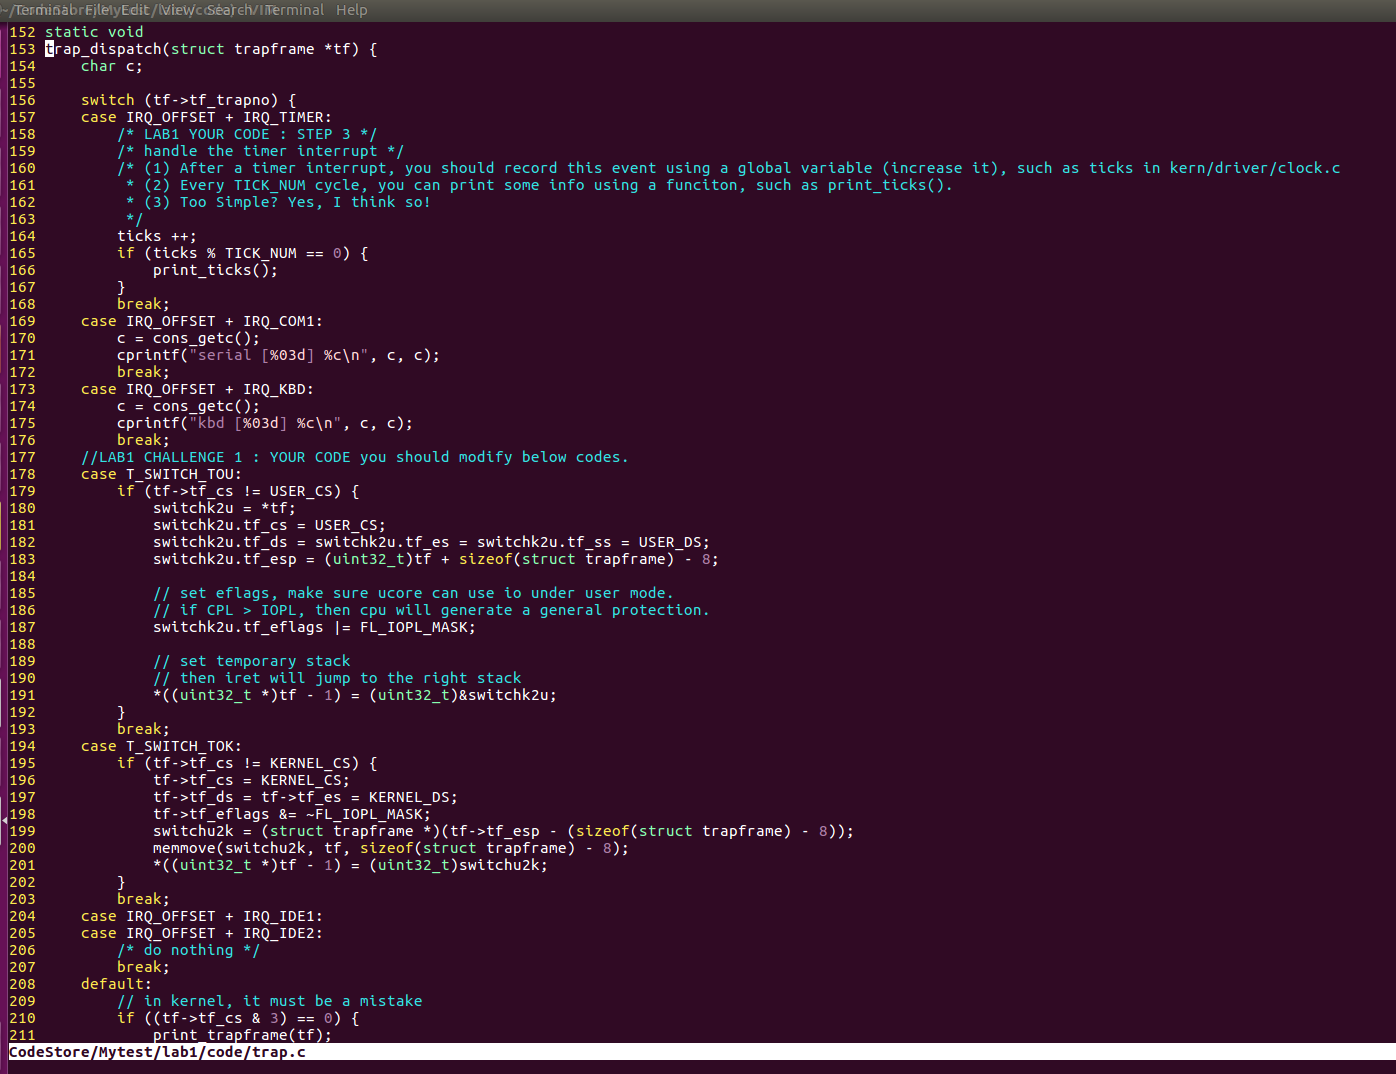 Terminal File Edit View Search Terminal Help
152 static void
153 trap_dispatch(struct trapframe *tf) {
154     char c;
155
156     switch (tf->tf_trapno) {
157     case IRQ_OFFSET + IRQ_TIMER:
158         /* LAB1 YOUR CODE : STEP 3 */
159         /* handle the timer interrupt */
160         /* (1) After a timer interrupt, you should record this event using a global variable (increase it), such as ticks in kern/driver/clock.c
161          * (2) Every TICK_NUM cycle, you can print some info using a funciton, such as print_ticks().
162          * (3) Too Simple? Yes, I think so!
163          */
164         ticks ++;
165         if (ticks % TICK_NUM == 0) {
166             print_ticks();
167         }
168         break;
169     case IRQ_OFFSET + IRQ_COM1:
170         c = cons_getc();
171         cprintf("serial [%03d] %c\n", c, c);
172         break;
173     case IRQ_OFFSET + IRQ_KBD:
174         c = cons_getc();
175         cprintf("kbd [%03d] %c\n", c, c);
176         break;
177     //LAB1 CHALLENGE 1 : YOUR CODE you should modify below codes.
178     case T_SWITCH_TOU:
179         if (tf->tf_cs != USER_CS) {
180             switchk2u = *tf;
181             switchk2u.tf_cs = USER_CS;
182             switchk2u.tf_ds = switchk2u.tf_es = switchk2u.tf_ss = USER_DS;
183             switchk2u.tf_esp = (uint32_t)tf + sizeof(struct trapframe) - 8;
184
185             // set eflags, make sure ucore can use io under user mode.
186             // if CPL > IOPL, then cpu will generate a general protection.
187             switchk2u.tf_eflags |= FL_IOPL_MASK;
188
189             // set temporary stack
190             // then iret will jump to the right stack
191             *((uint32_t *)tf - 1) = (uint32_t)&switchk2u;
192         }
193         break;
194     case T_SWITCH_TOK:
195         if (tf->tf_cs != KERNEL_CS) {
196             tf->tf_cs = KERNEL_CS;
197             tf->tf_ds = tf->tf_es = KERNEL_DS;
198             tf->tf_eflags &= ~FL_IOPL_MASK;
199             switchu2k = (struct trapframe *)(tf->tf_esp - (sizeof(struct trapframe) - 8));
200             memmove(switchu2k, tf, sizeof(struct trapframe) - 8);
201             *((uint32_t *)tf - 1) = (uint32_t)switchu2k;
202         }
203         break;
204     case IRQ_OFFSET + IRQ_IDE1:
205     case IRQ_OFFSET + IRQ_IDE2:
206         /* do nothing */
207         break;
208     default:
209         // in kernel, it must be a mistake
210         if ((tf->tf_cs & 3) == 0) {
211             print_trapframe(tf);
CodeStore/Mytest/lab1/code/trap.c